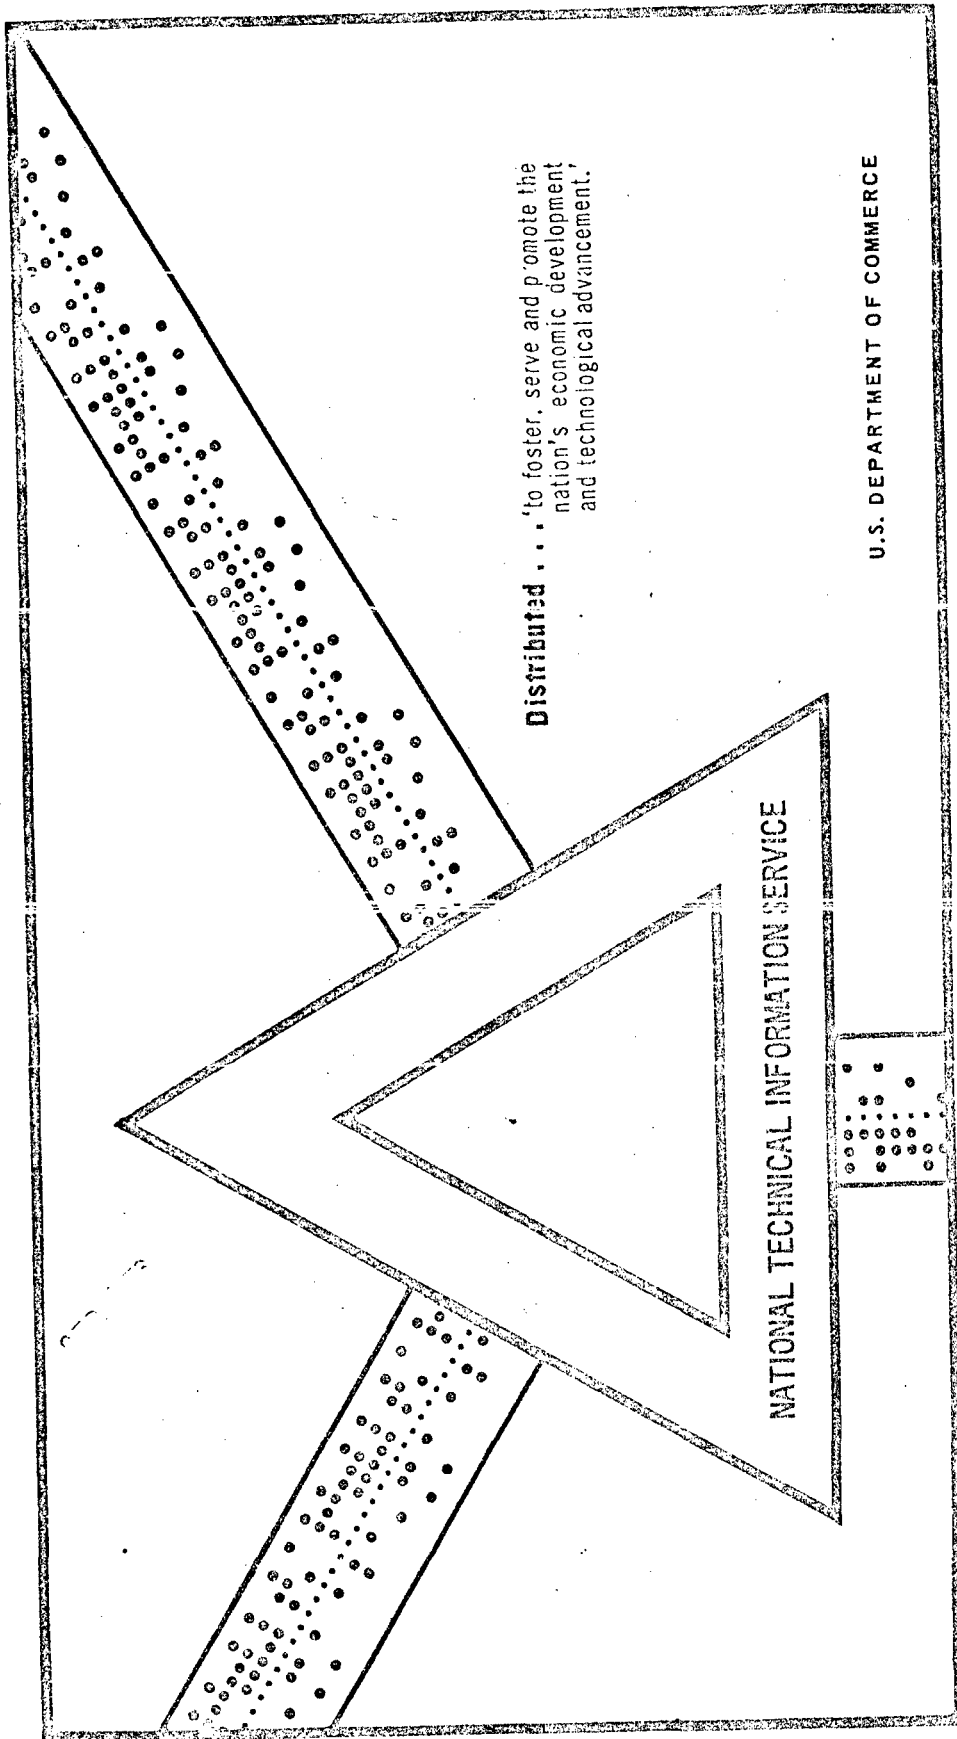 Distributed . . . 'to foster, serve and promote the
nation's economic development
and technological advancement.'
NATIONAL TECHNICAL INFORMATION SERVICE
U.S. DEPARTMENT OF COMMERCE